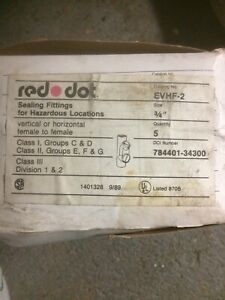 red dot
Sealing Fittings
for Hazardous Locations
vertical or horizontal
female to female
Class I, Groups C & D
Class II, Groups E, F & G
Class III
Division 1 & 2
Catalog No.
EVHF-2
Size
¾"
Quantity
5
DCI Number
784401-34300
1401328 9/89
Listed 870S